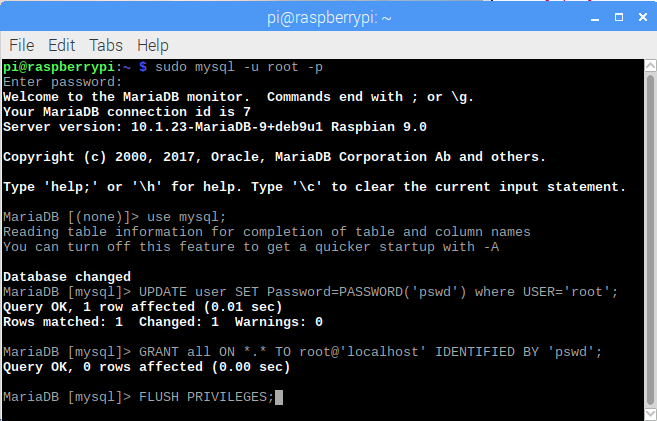 pi@raspberrypi: ~
File Edit Tabs Help
pi@raspberrypi:~ $ sudo mysql -u root -p
Enter password:
Welcome to the MariaDB monitor.  Commands end with ; or \g.
Your MariaDB connection id is 7
Server version: 10.1.23-MariaDB-9+deb9u1 Raspbian 9.0
Copyright (c) 2000, 2017, Oracle, MariaDB Corporation Ab and others.
Type 'help;' or '\h' for help. Type '\c' to clear the current input statement.
MariaDB [(none)]> use mysql;
Reading table information for completion of table and column names
You can turn off this feature to get a quicker startup with -A
Database changed
MariaDB [mysql]> UPDATE user SET Password=PASSWORD('pswd') where USER='root';
Query OK, 1 row affected (0.01 sec)
Rows matched: 1  Changed: 1  Warnings: 0
MariaDB [mysql]> GRANT all ON *.* TO root@'localhost' IDENTIFIED BY 'pswd';
Query OK, 0 rows affected (0.00 sec)
MariaDB [mysql]> FLUSH PRIVILEGES;